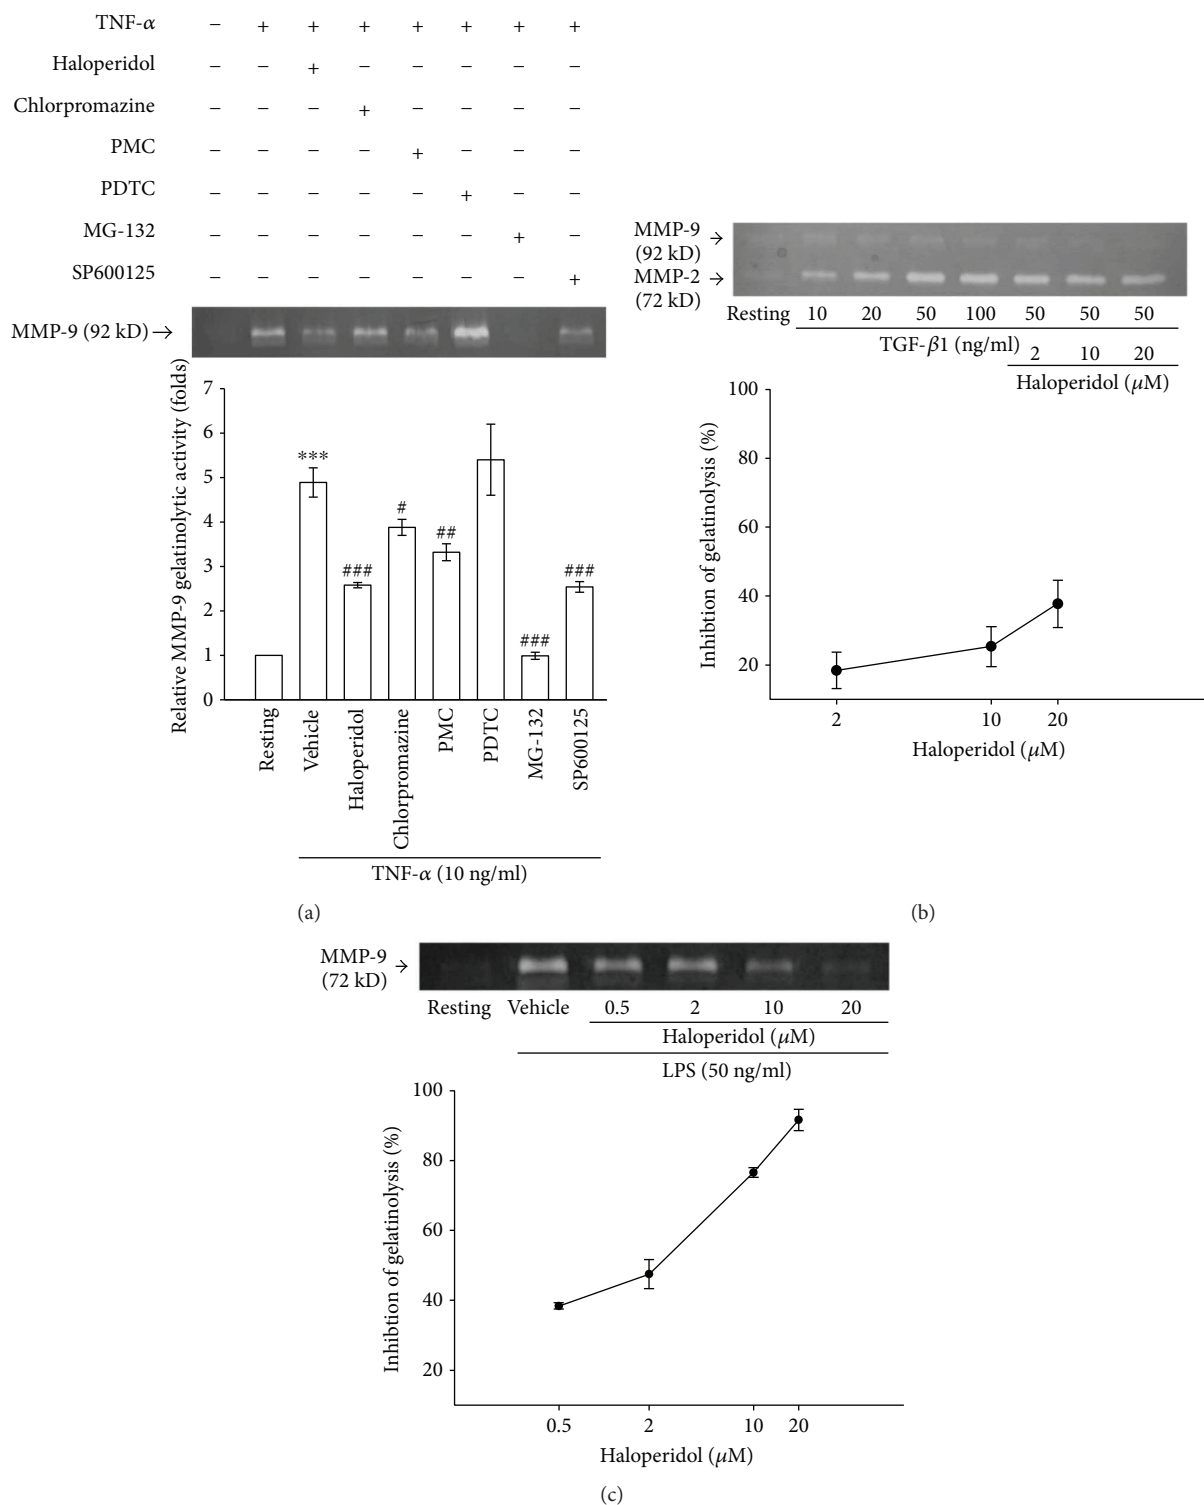 TNF-α − + + + + + + +
Haloperidol − − + − − − − −
Chlorpromazine − − − + − − − −
PMC − − − − + − − −
PDTC − − − − − + − −
MG-132 − − − − − − + −
SP600125 − − − − − − − +
MMP-9 (92 kD) →
Relative MMP-9 gelatinolytic activity (folds)
7
6
5
4
3
2
1
0
***
###
#
##
###
###
Resting
Vehicle
Haloperidol
Chlorpromazine
PMC
PDTC
MG-132
SP600125
TNF-α (10 ng/ml)
(a)
MMP-9 →
(92 kD)
MMP-2 →
(72 kD)
Resting 10 20 50 100 50 50 50
TGF-β1 (ng/ml)
2 10 20
Haloperidol (μM)
Inhibtion of gelatinolysis (%)
100
80
60
40
20
2 10 20
Haloperidol (μM)
(b)
MMP-9 →
(72 kD)
Resting Vehicle 0.5 2 10 20
Haloperidol (μM)
LPS (50 ng/ml)
Inhibtion of gelatinolysis (%)
100
80
60
40
20
0.5 2 10 20
Haloperidol (μM)
(c)